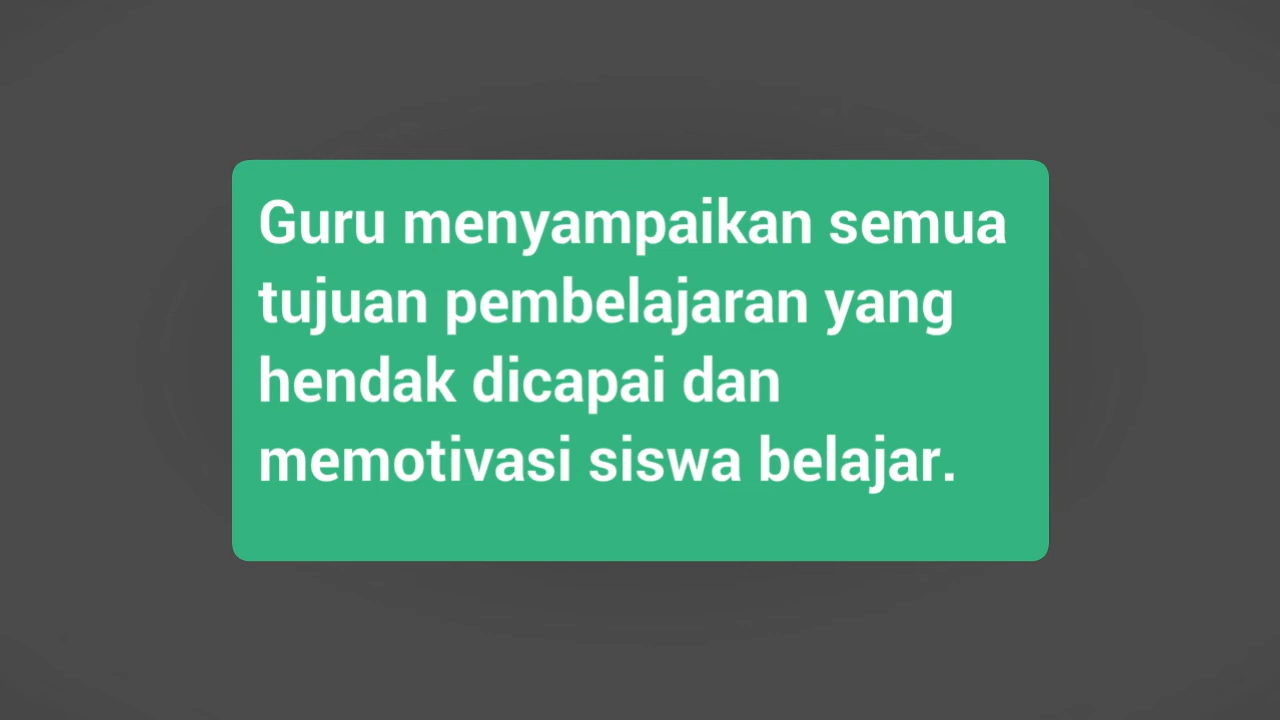 Guru menyampaikan semua
tujuan pembelajaran yang
hendak dicapai dan
memotivasi siswa belajar.